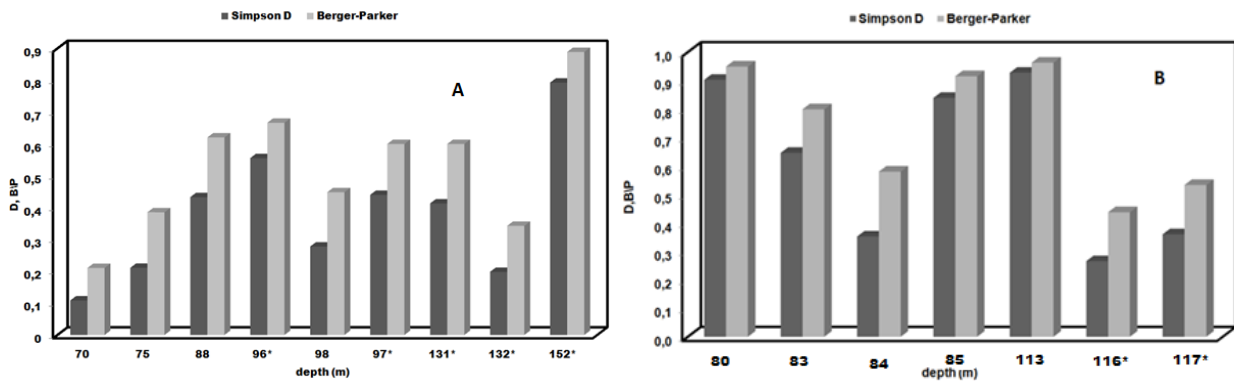 Simpson D Berger-Parker
0,9
0,8
0,7
0,6
0,5
0,4
0,3
0,2
0,1
0
D, B\P
A
70 75 88 96* 98 97* 131* 132* 152*
depth (m)
Simpson D Berger-Parker
1,0
0,9
0,8
0,7
0,6
0,5
0,4
0,3
0,2
0,1
0,0
D,B\P
B
80 83 84 85 113 116* 117*
depth (m)